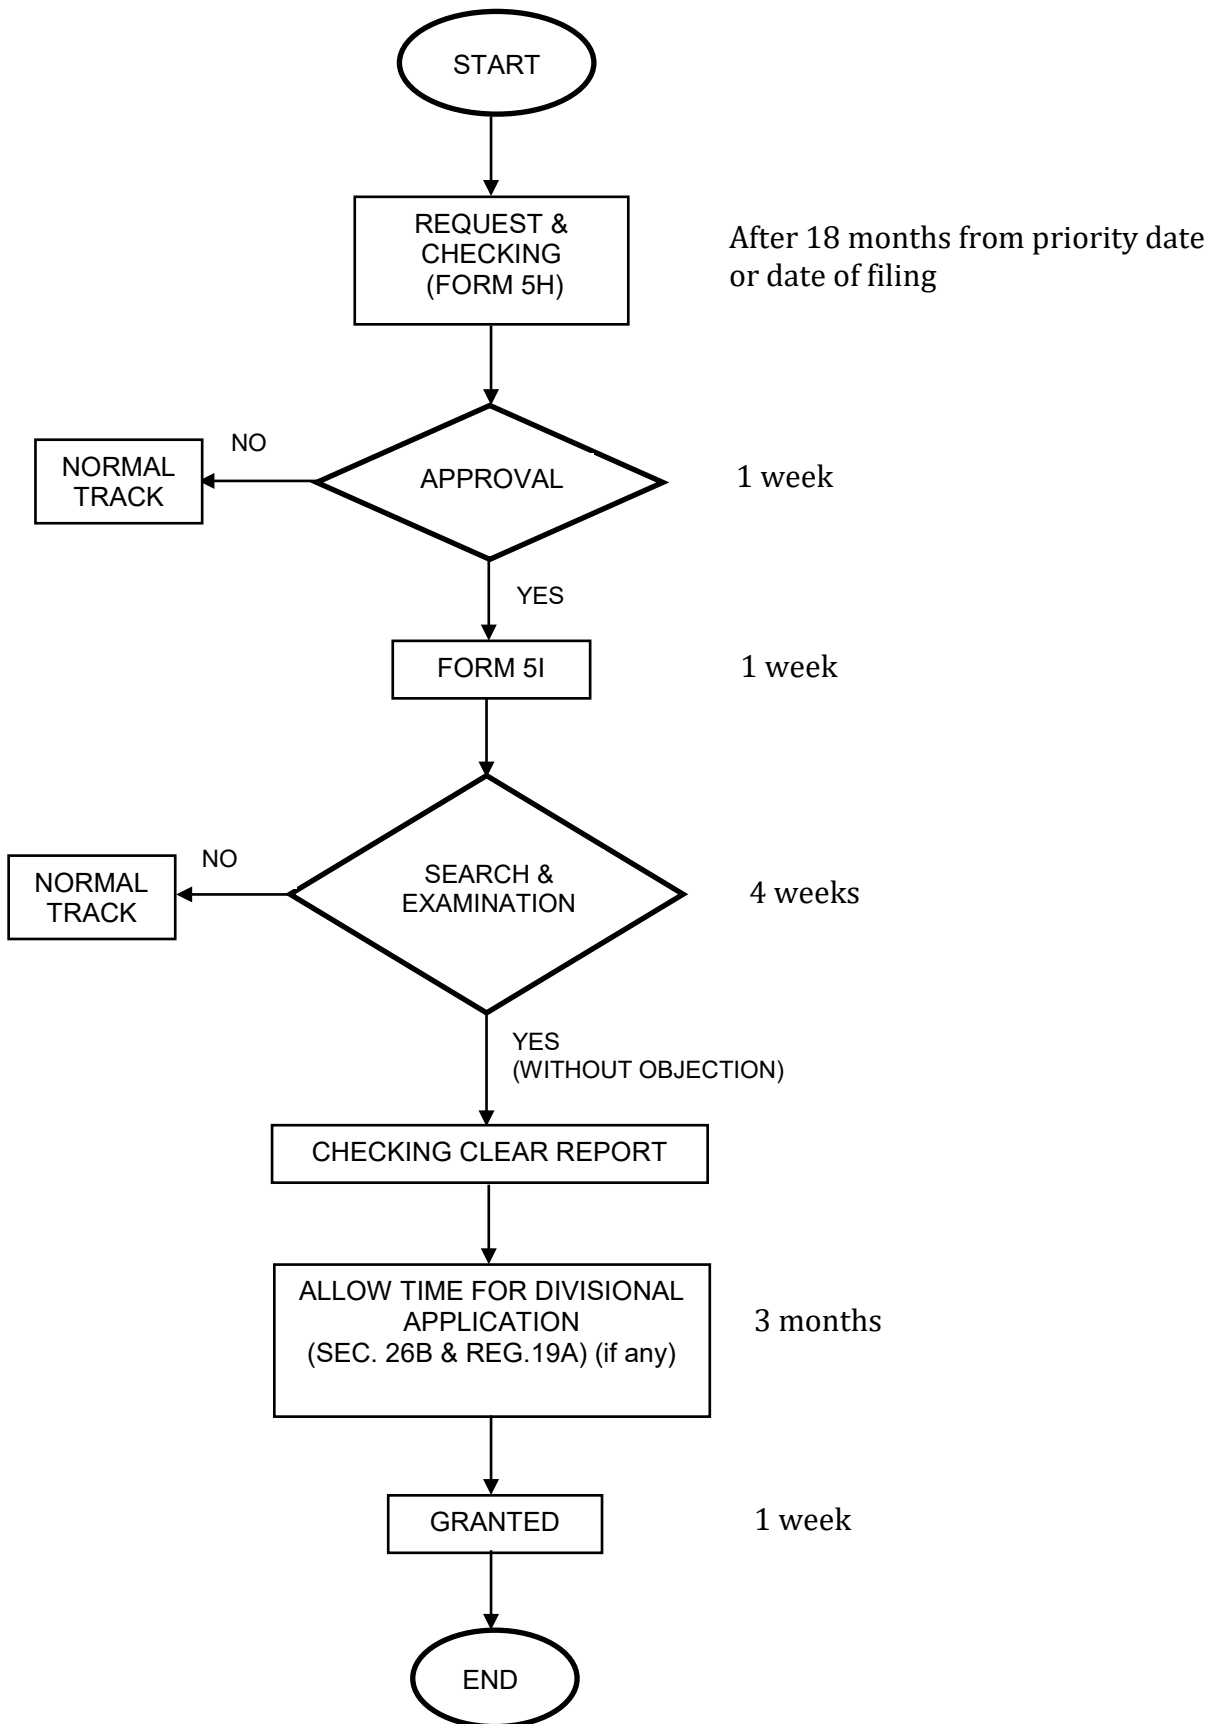 START
REQUEST &
CHECKING
(FORM 5H)
After 18 months from priority date
or date of filing
NO
NORMAL
TRACK
APPROVAL
1 week
YES
FORM 5I
1 week
NO
NORMAL
TRACK
SEARCH &
EXAMINATION
4 weeks
YES
(WITHOUT OBJECTION)
CHECKING CLEAR REPORT
ALLOW TIME FOR DIVISIONAL
APPLICATION
(SEC. 26B & REG.19A) (if any)
3 months
GRANTED
1 week
END